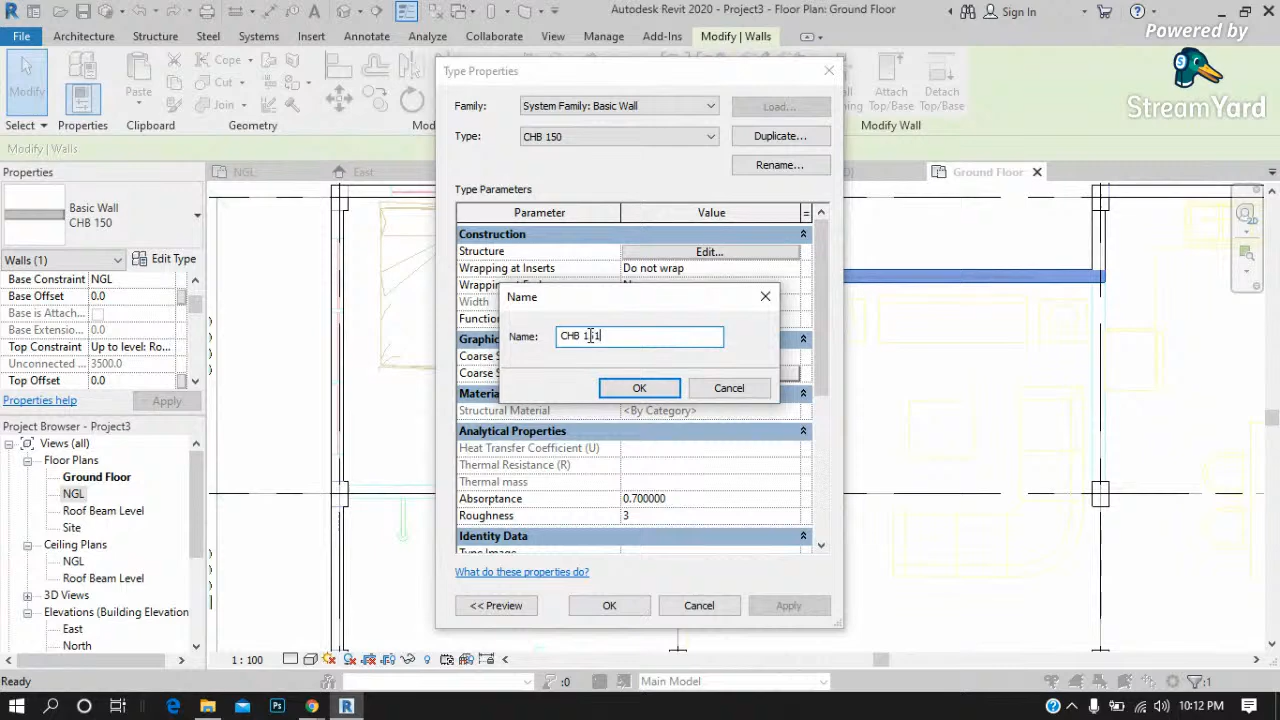 Autodesk Revit 2020 - Project3 - Floor Plan: Ground Floor
Sign In
File Architecture Structure Steel Systems Insert Annotate Analyze Collaborate View Manage Add-Ins Modify | Walls
Powered by
StreamYard
Modify
Paste
Cope
Cut
Join
Attach
Top/Base
Detach
Top/Base
Select Properties Clipboard Geometry Modify Wall
Modify | Walls
Properties
Basic Wall
CHB 150
Walls (1) Edit Type
Base Constraint NGL
Base Offset 0.0
Base is Attach...
Base Extensio...
Top Constraint Up to level: Ro...
Unconnected ... 3500.0
Top Offset 0.0
Properties help Apply
Project Browser - Project3
Views (all)
Floor Plans
Ground Floor
NGL
Roof Beam Level
Site
Ceiling Plans
NGL
Roof Beam Level
3D Views
Elevations (Building Elevation
East
North
NGL
East
Ground Floor
Type Properties
Family: System Family: Basic Wall Load...
Type: CHB 150 Duplicate...
Rename...
Type Parameters
Parameter Value =
Construction
Structure Edit...
Wrapping at Inserts Do not wrap
Width
Name
Name: CHB 151
OK Cancel
Structural Material <By Category>
Analytical Properties
Heat Transfer Coefficient (U)
Thermal Resistance (R)
Thermal mass
Absorptance 0.700000
Roughness 3
Identity Data
Type Image
What do these properties do?
<< Preview OK Cancel Apply
1 : 100
Ready
:0
Main Model
:1
10:12 PM